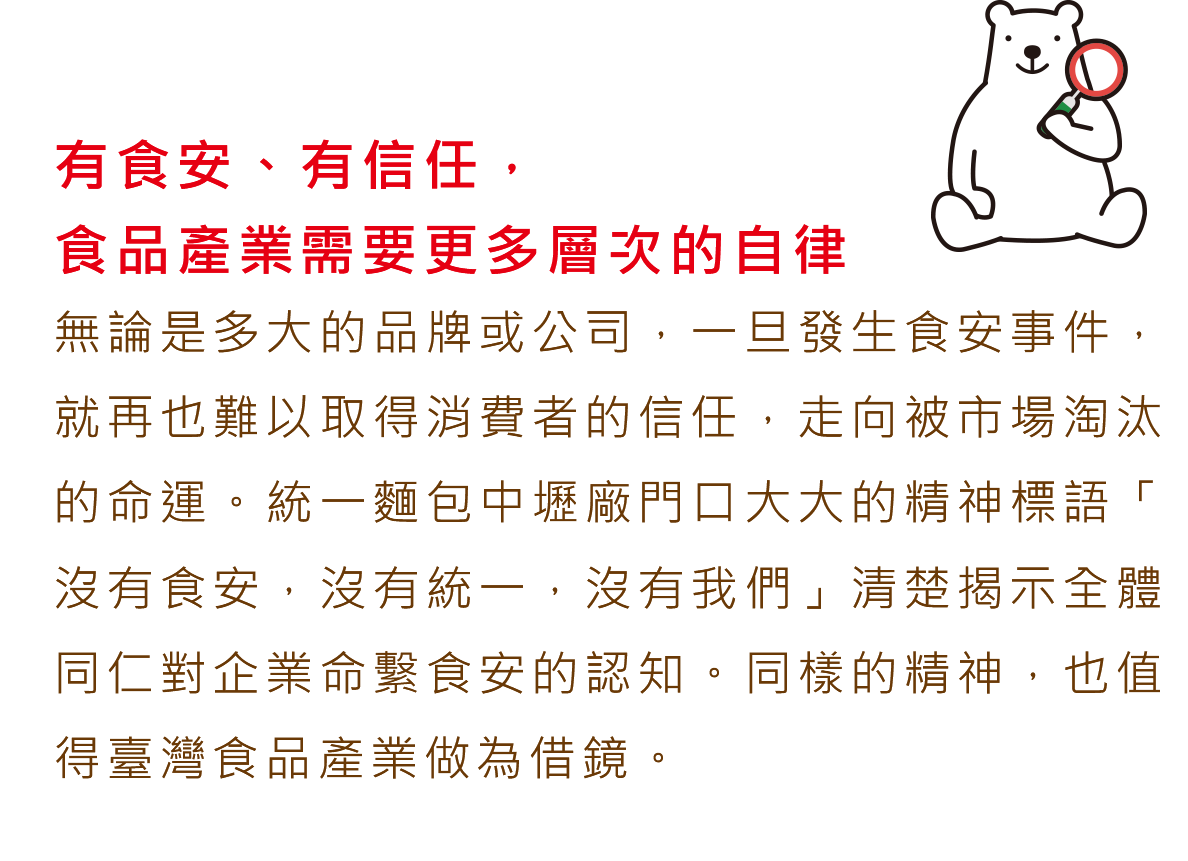 有食安、有信任，
食品產業需要更多層次的自律
無論是多大的品牌或公司，一旦發生食安事件，
就再也難以取得消費者的信任，走向被市場淘汰
的命運。統一麵包中壢廠門口大大的精神標語「
沒有食安，沒有統一，沒有我們」清楚揭示全體
同仁對企業命繫食安的認知。同樣的精神，也值
得臺灣食品產業做為借鏡。